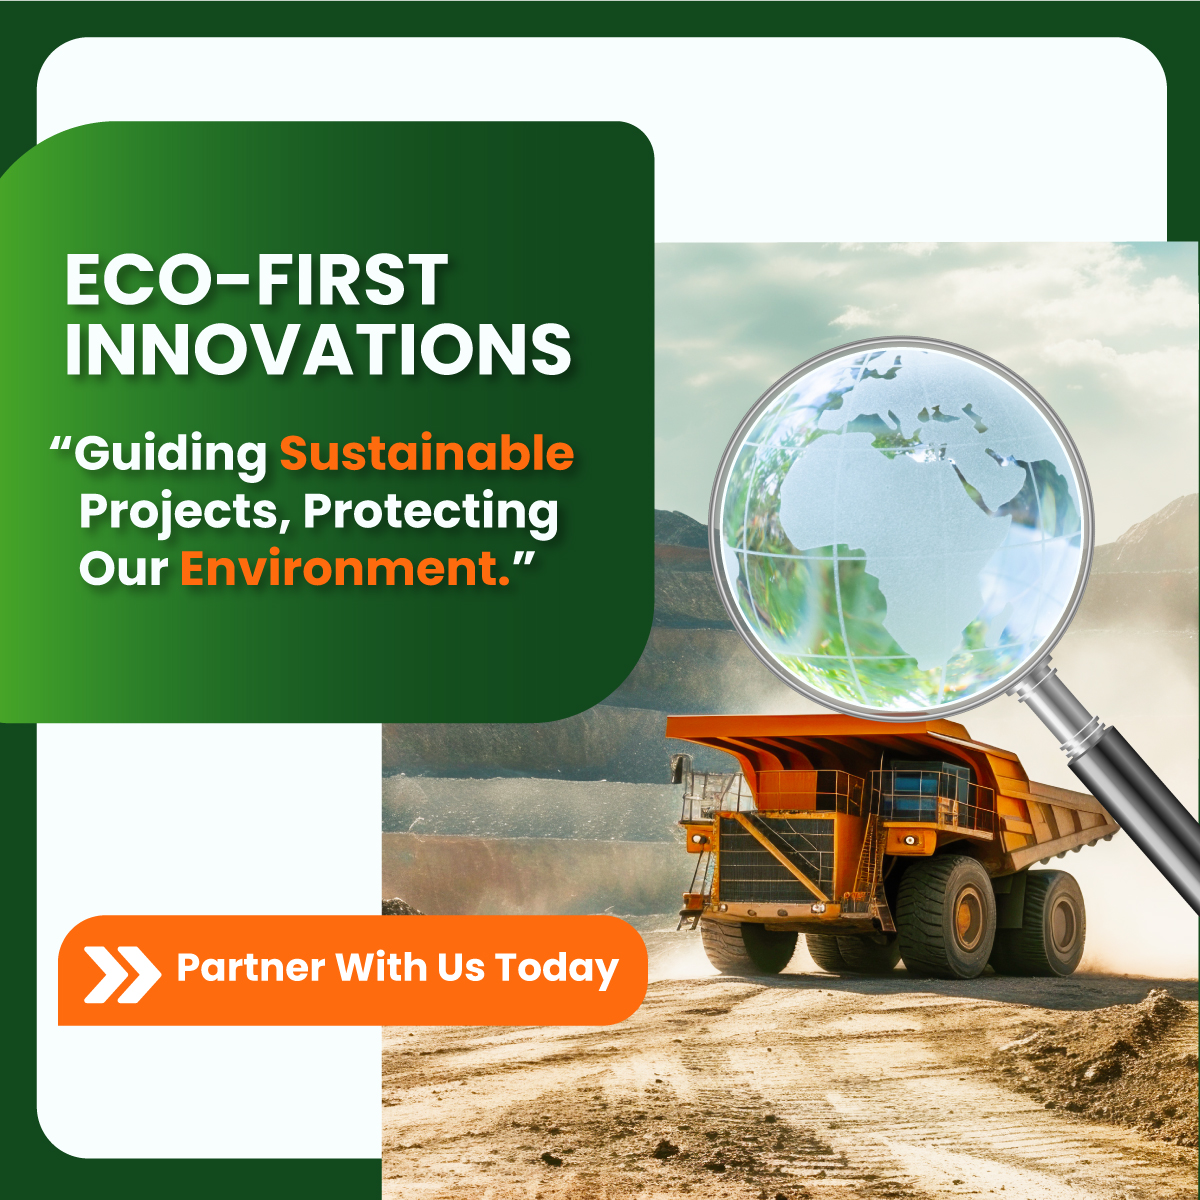 ECO-FIRST
INNOVATIONS
“Guiding Sustainable
Projects, Protecting
Our Environment.”
Partner With Us Today